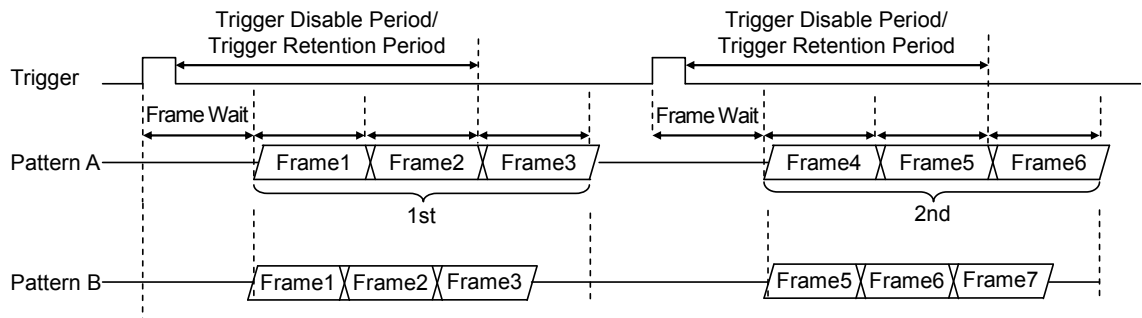 Trigger Disable Period/
Trigger Retention Period
Trigger Disable Period/
Trigger Retention Period
Trigger
Frame Wait
Frame Wait
Pattern A
Frame1
Frame2
Frame3
Frame4
Frame5
Frame6
1st
2nd
Pattern B
Frame1
Frame2
Frame3
Frame5
Frame6
Frame7